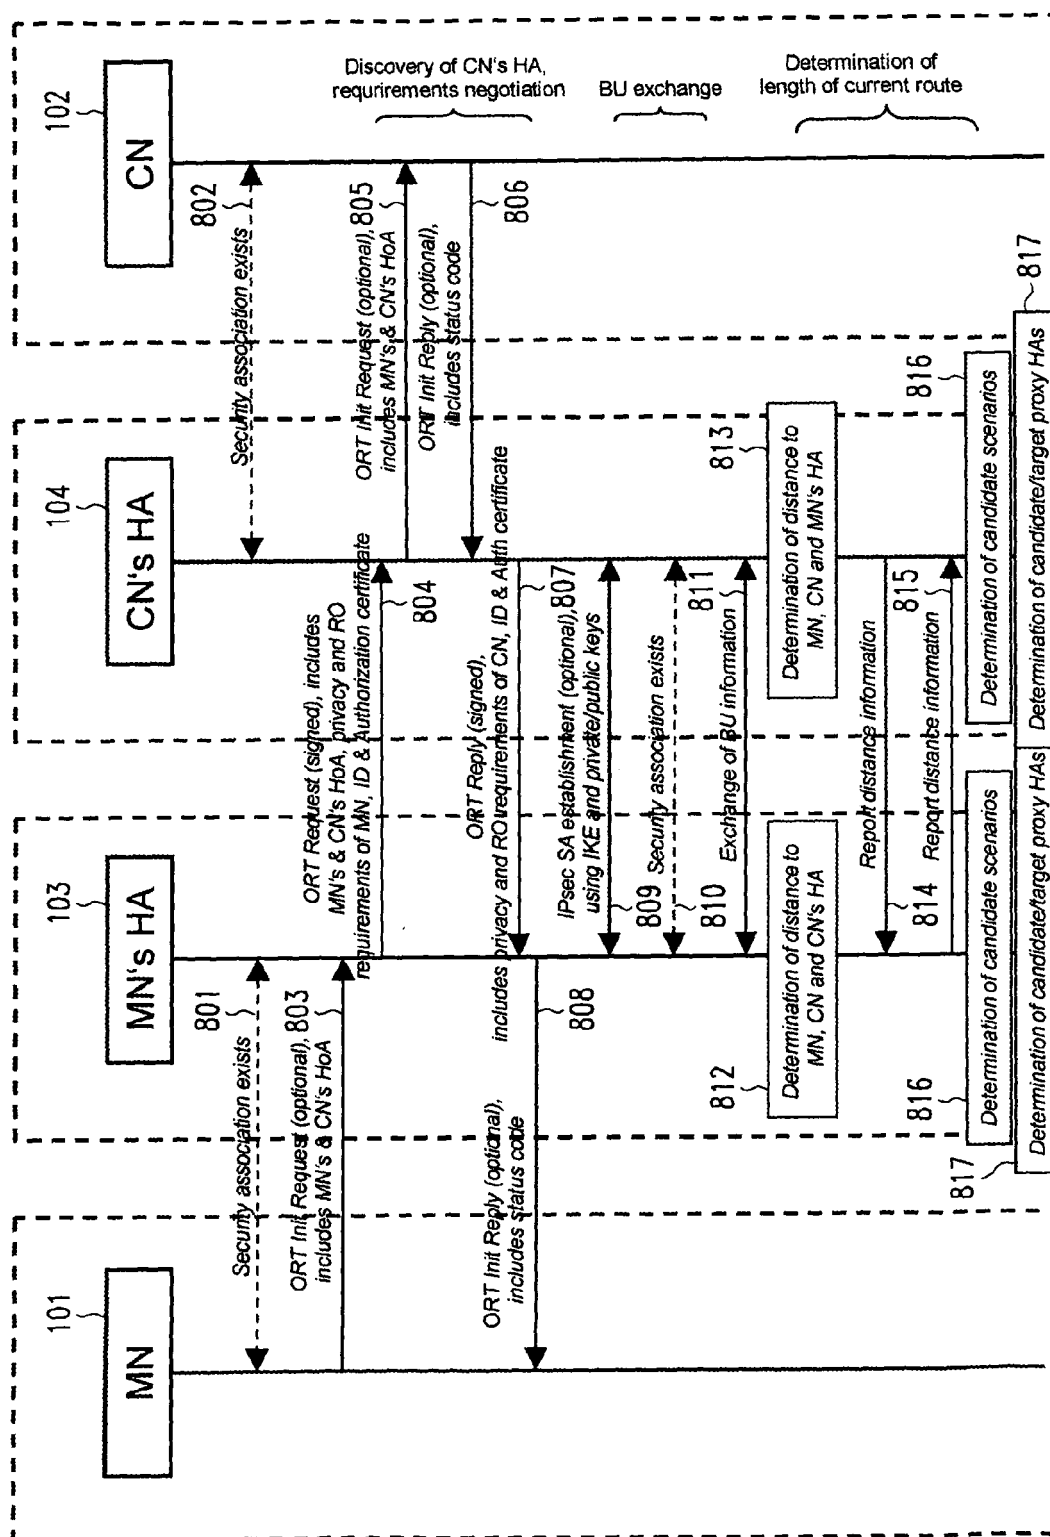 101
MN
103
MN's HA
104
CN's HA
102
CN
Security association exists
801
Security association exists
802
ORT Init Request (optional), 803
includes MN's & CN's HoA
ORT Request (signed), includes
MN's & CN's HoA, privacy and RO
requirements of MN, ID & Authorization certificate
804
ORT Init Request (optional), 805
includes MN's & CN's HoA
ORT Init Reply (optional),
includes status code
806
Discovery of CN's HA,
requrirements negotiation
ORT Reply (signed), 807
includes privacy and RO requirements of CN, ID & Auth certificate
ORT Init Reply (optional),
includes status code
808
IPsec SA establishment (optional),
using IKE and private/public keys
809
Security association exists
810
Exchange of BU information
811
BU exchange
812
Determination of distance to
MN, CN and CN's HA
813
Determination of distance to
MN, CN and MN's HA
Report distance information
814
Report distance information
815
Determination of
length of current route
816
Determination of candidate scenarios
816
Determination of candidate scenarios
817
Determination of candidate/target proxy HAs
Determination of candidate/target proxy HAs
817